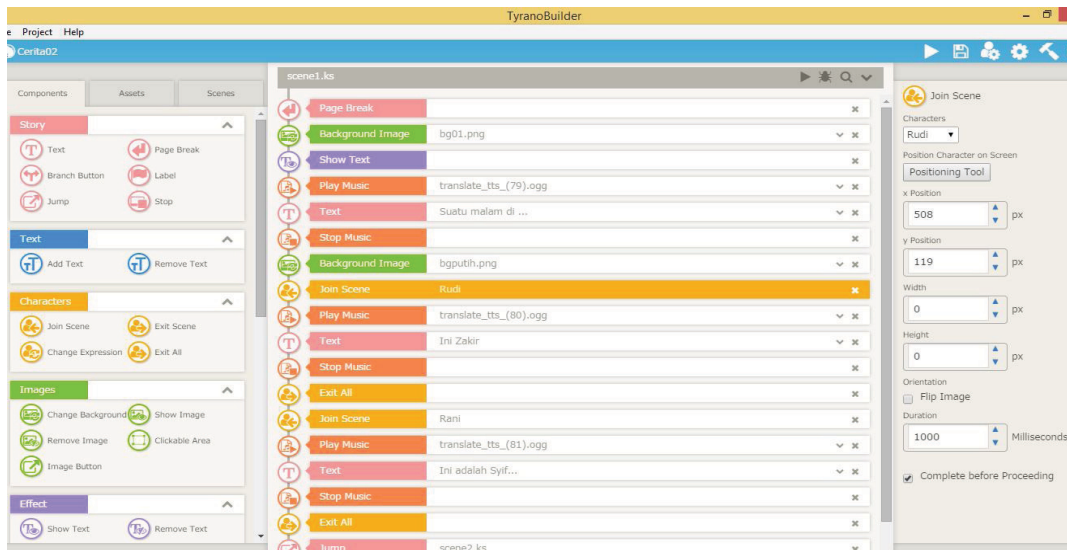 TyranoBuilder
e Project Help
Cerita02
Components Assets Scenes
Story
Text Page Break
Branch Button Label
Jump Stop
Text
Add Text Remove Text
Characters
Join Scene Exit Scene
Change Expression Exit All
Images
Change Background Show Image
Remove Image Clickable Area
Image Button
Effect
Show Text Remove Text
scene1.ks
Page Break
Background Image bg01.png
Show Text
Play Music translate_tts_(79).ogg
Text Suatu malam di ...
Stop Music
Background Image bgputih.png
Join Scene Rudi
Play Music translate_tts_(80).ogg
Text Ini Zakir
Stop Music
Exit All
Join Scene Rani
Play Music translate_tts_(81).ogg
Text Ini adalah Syif...
Stop Music
Exit All
Jump scene2.ks
Join Scene
Characters
Rudi
Position Character on Screen
Positioning Tool
x Position
508 px
y Position
119 px
Width
0 px
Height
0 px
Orientation
Flip Image
Duration
1000 Milliseconds
Complete before Proceeding